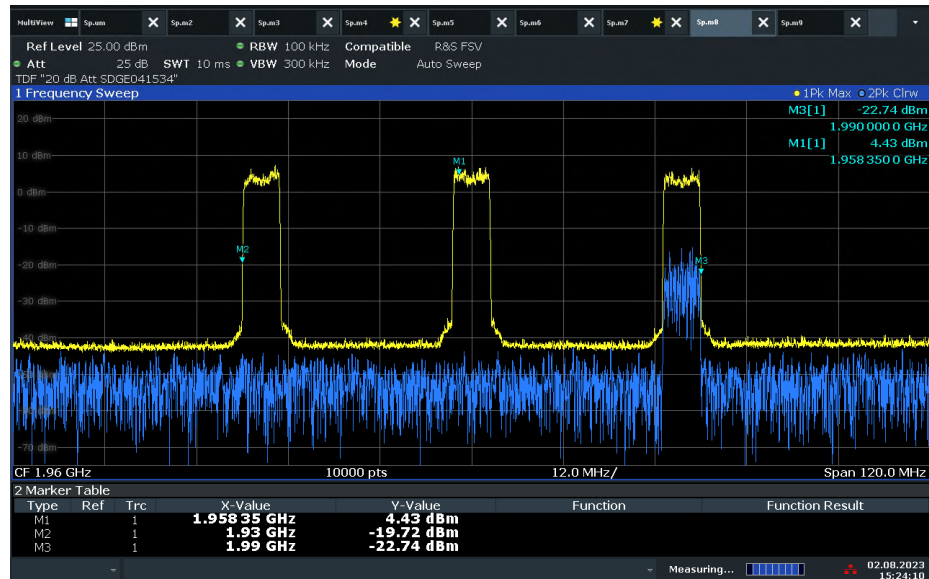 MultiView Sp.um Sp.m2 Sp.m3 Sp.m4 Sp.m5 Sp.m6 Sp.m7 Sp.m8 Sp.m9
Ref Level 25.00 dBm RBW 100 kHz Compatible R&S FSV
Att 25 dB SWT 10 ms VBW 300 kHz Mode Auto Sweep
TDF "20 dB Att SDGE041534"
1 Frequency Sweep 1Pk Max 2Pk Clrw
M3[1] -22.74 dBm
20 dBm
1.990 000 0 GHz
M1[1] 4.43 dBm
10 dBm
1.958 350 0 GHz
M1
0 dBm
-10 dBm
M2
-20 dBm
M3
-30 dBm
-70 dBm
CF 1.96 GHz 10000 pts 12.0 MHz/ Span 120.0 MHz
2 Marker Table
Type Ref Trc X-Value Y-Value Function Function Result
M1 1 1.958 35 GHz 4.43 dBm
M2 1 1.93 GHz -19.72 dBm
M3 1 1.99 GHz -22.74 dBm
Measuring... 02.08.2023
15:24:10